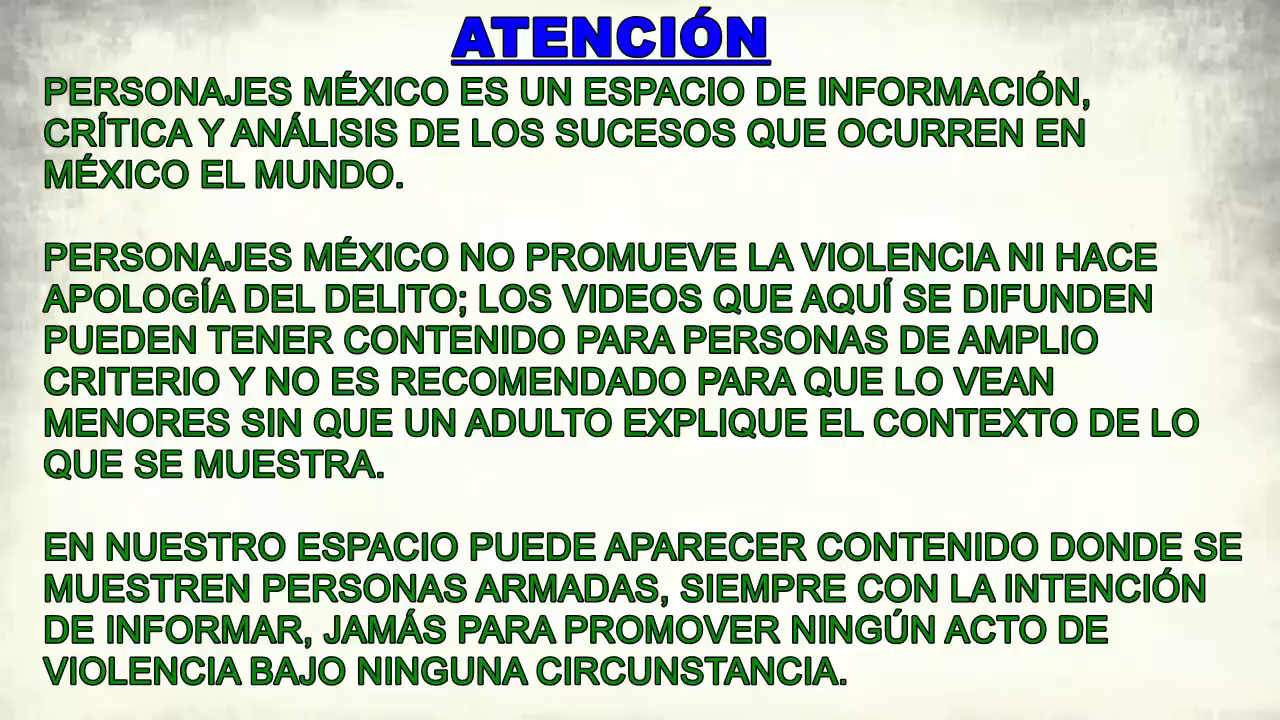 ATENCIÓN
PERSONAJES MÉXICO ES UN ESPACIO DE INFORMACIÓN,
CRÍTICA Y ANÁLISIS DE LOS SUCESOS QUE OCURREN EN
MÉXICO EL MUNDO.
PERSONAJES MÉXICO NO PROMUEVE LA VIOLENCIA NI HACE
APOLOGÍA DEL DELITO; LOS VIDEOS QUE AQUÍ SE DIFUNDEN
PUEDEN TENER CONTENIDO PARA PERSONAS DE AMPLIO
CRITERIO Y NO ES RECOMENDADO PARA QUE LO VEAN
MENORES SIN QUE UN ADULTO EXPLIQUE EL CONTEXTO DE LO
QUE SE MUESTRA.
EN NUESTRO ESPACIO PUEDE APARECER CONTENIDO DONDE SE
MUESTREN PERSONAS ARMADAS, SIEMPRE CON LA INTENCIÓN
DE INFORMAR, JAMÁS PARA PROMOVER NINGÚN ACTO DE
VIOLENCIA BAJO NINGUNA CIRCUNSTANCIA.